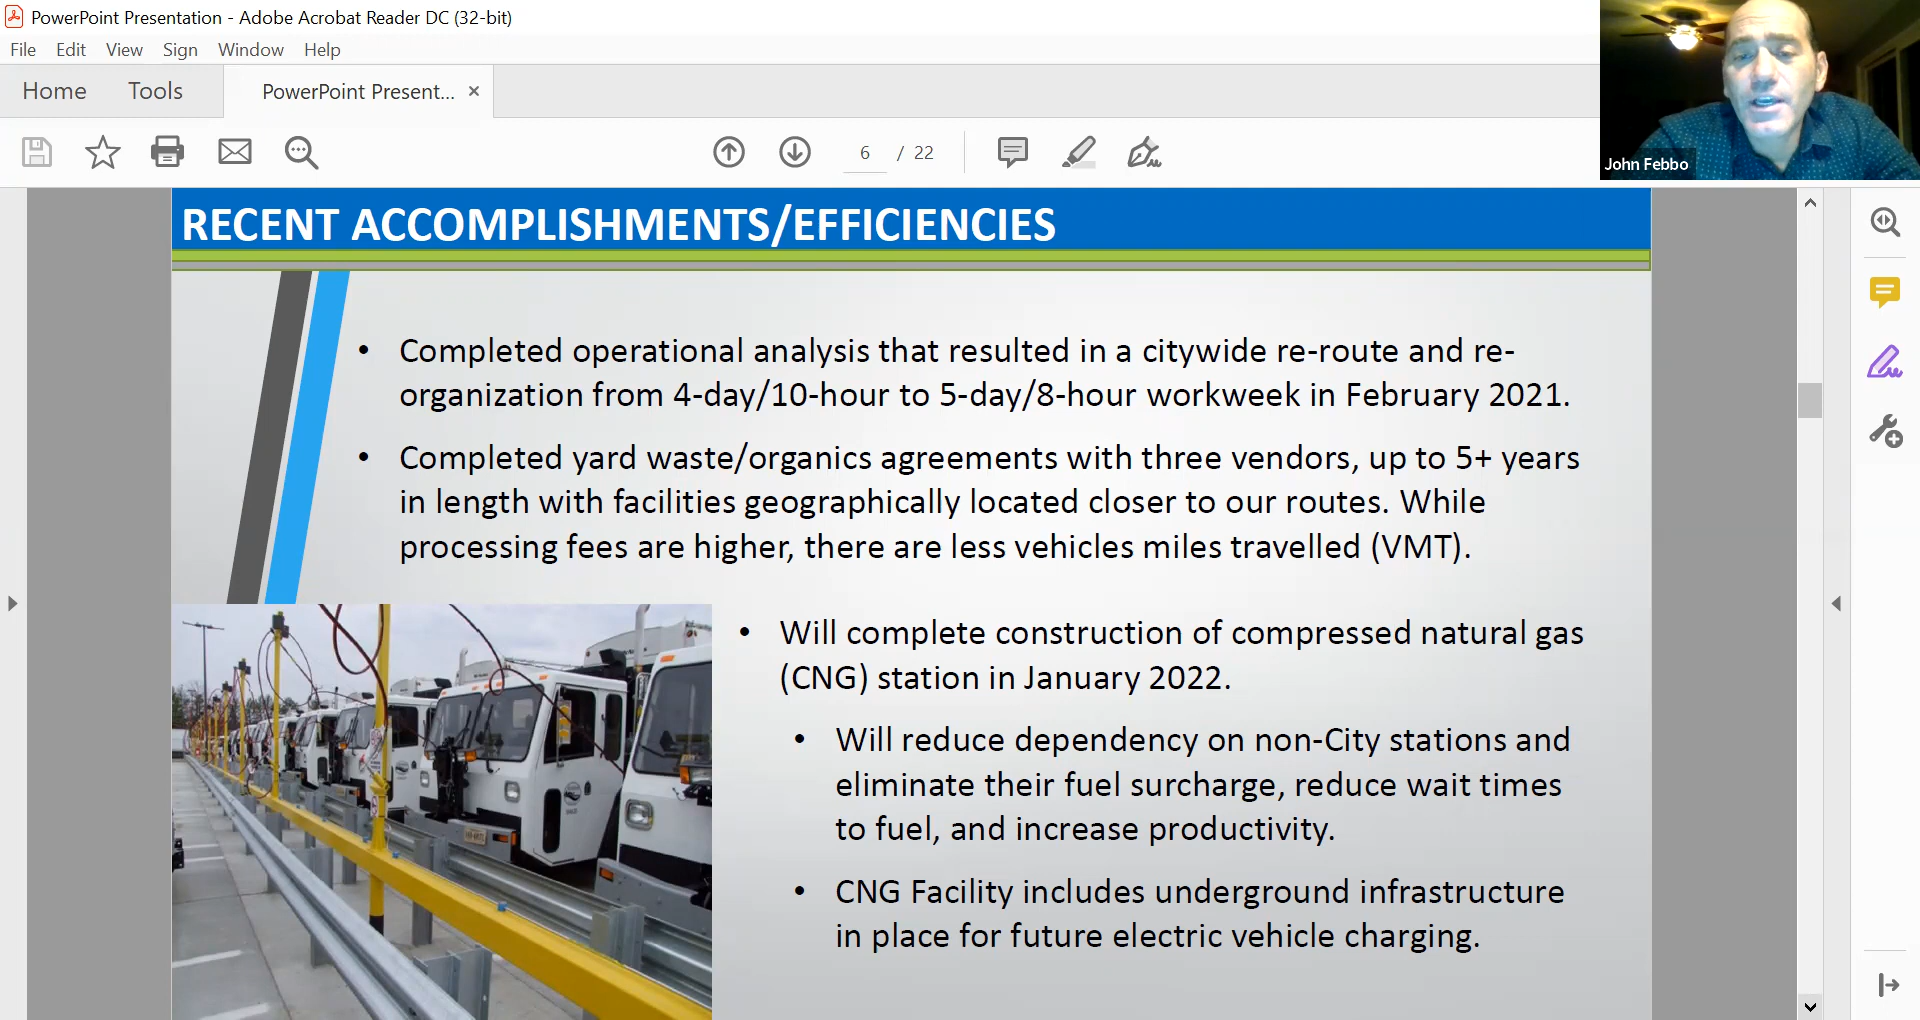 PowerPoint Presentation - Adobe Acrobat Reader DC (32-bit)
File Edit View Sign Window Help
Home Tools PowerPoint Present... ×
6 / 22
John Febbo
RECENT ACCOMPLISHMENTS/EFFICIENCIES
• Completed operational analysis that resulted in a citywide re-route and re-
organization from 4-day/10-hour to 5-day/8-hour workweek in February 2021.
• Completed yard waste/organics agreements with three vendors, up to 5+ years
in length with facilities geographically located closer to our routes. While
processing fees are higher, there are less vehicles miles travelled (VMT).
• Will complete construction of compressed natural gas
(CNG) station in January 2022.
• Will reduce dependency on non-City stations and
eliminate their fuel surcharge, reduce wait times
to fuel, and increase productivity.
• CNG Facility includes underground infrastructure
in place for future electric vehicle charging.